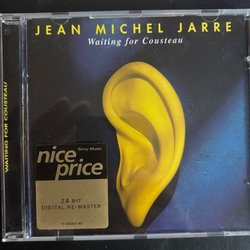 JEAN MICHEL JARRE
Waiting for Cousteau
WAITING FOR COUSTEAU
Sony Music
nice
price
24 BIT
DIGITAL RE-MASTER